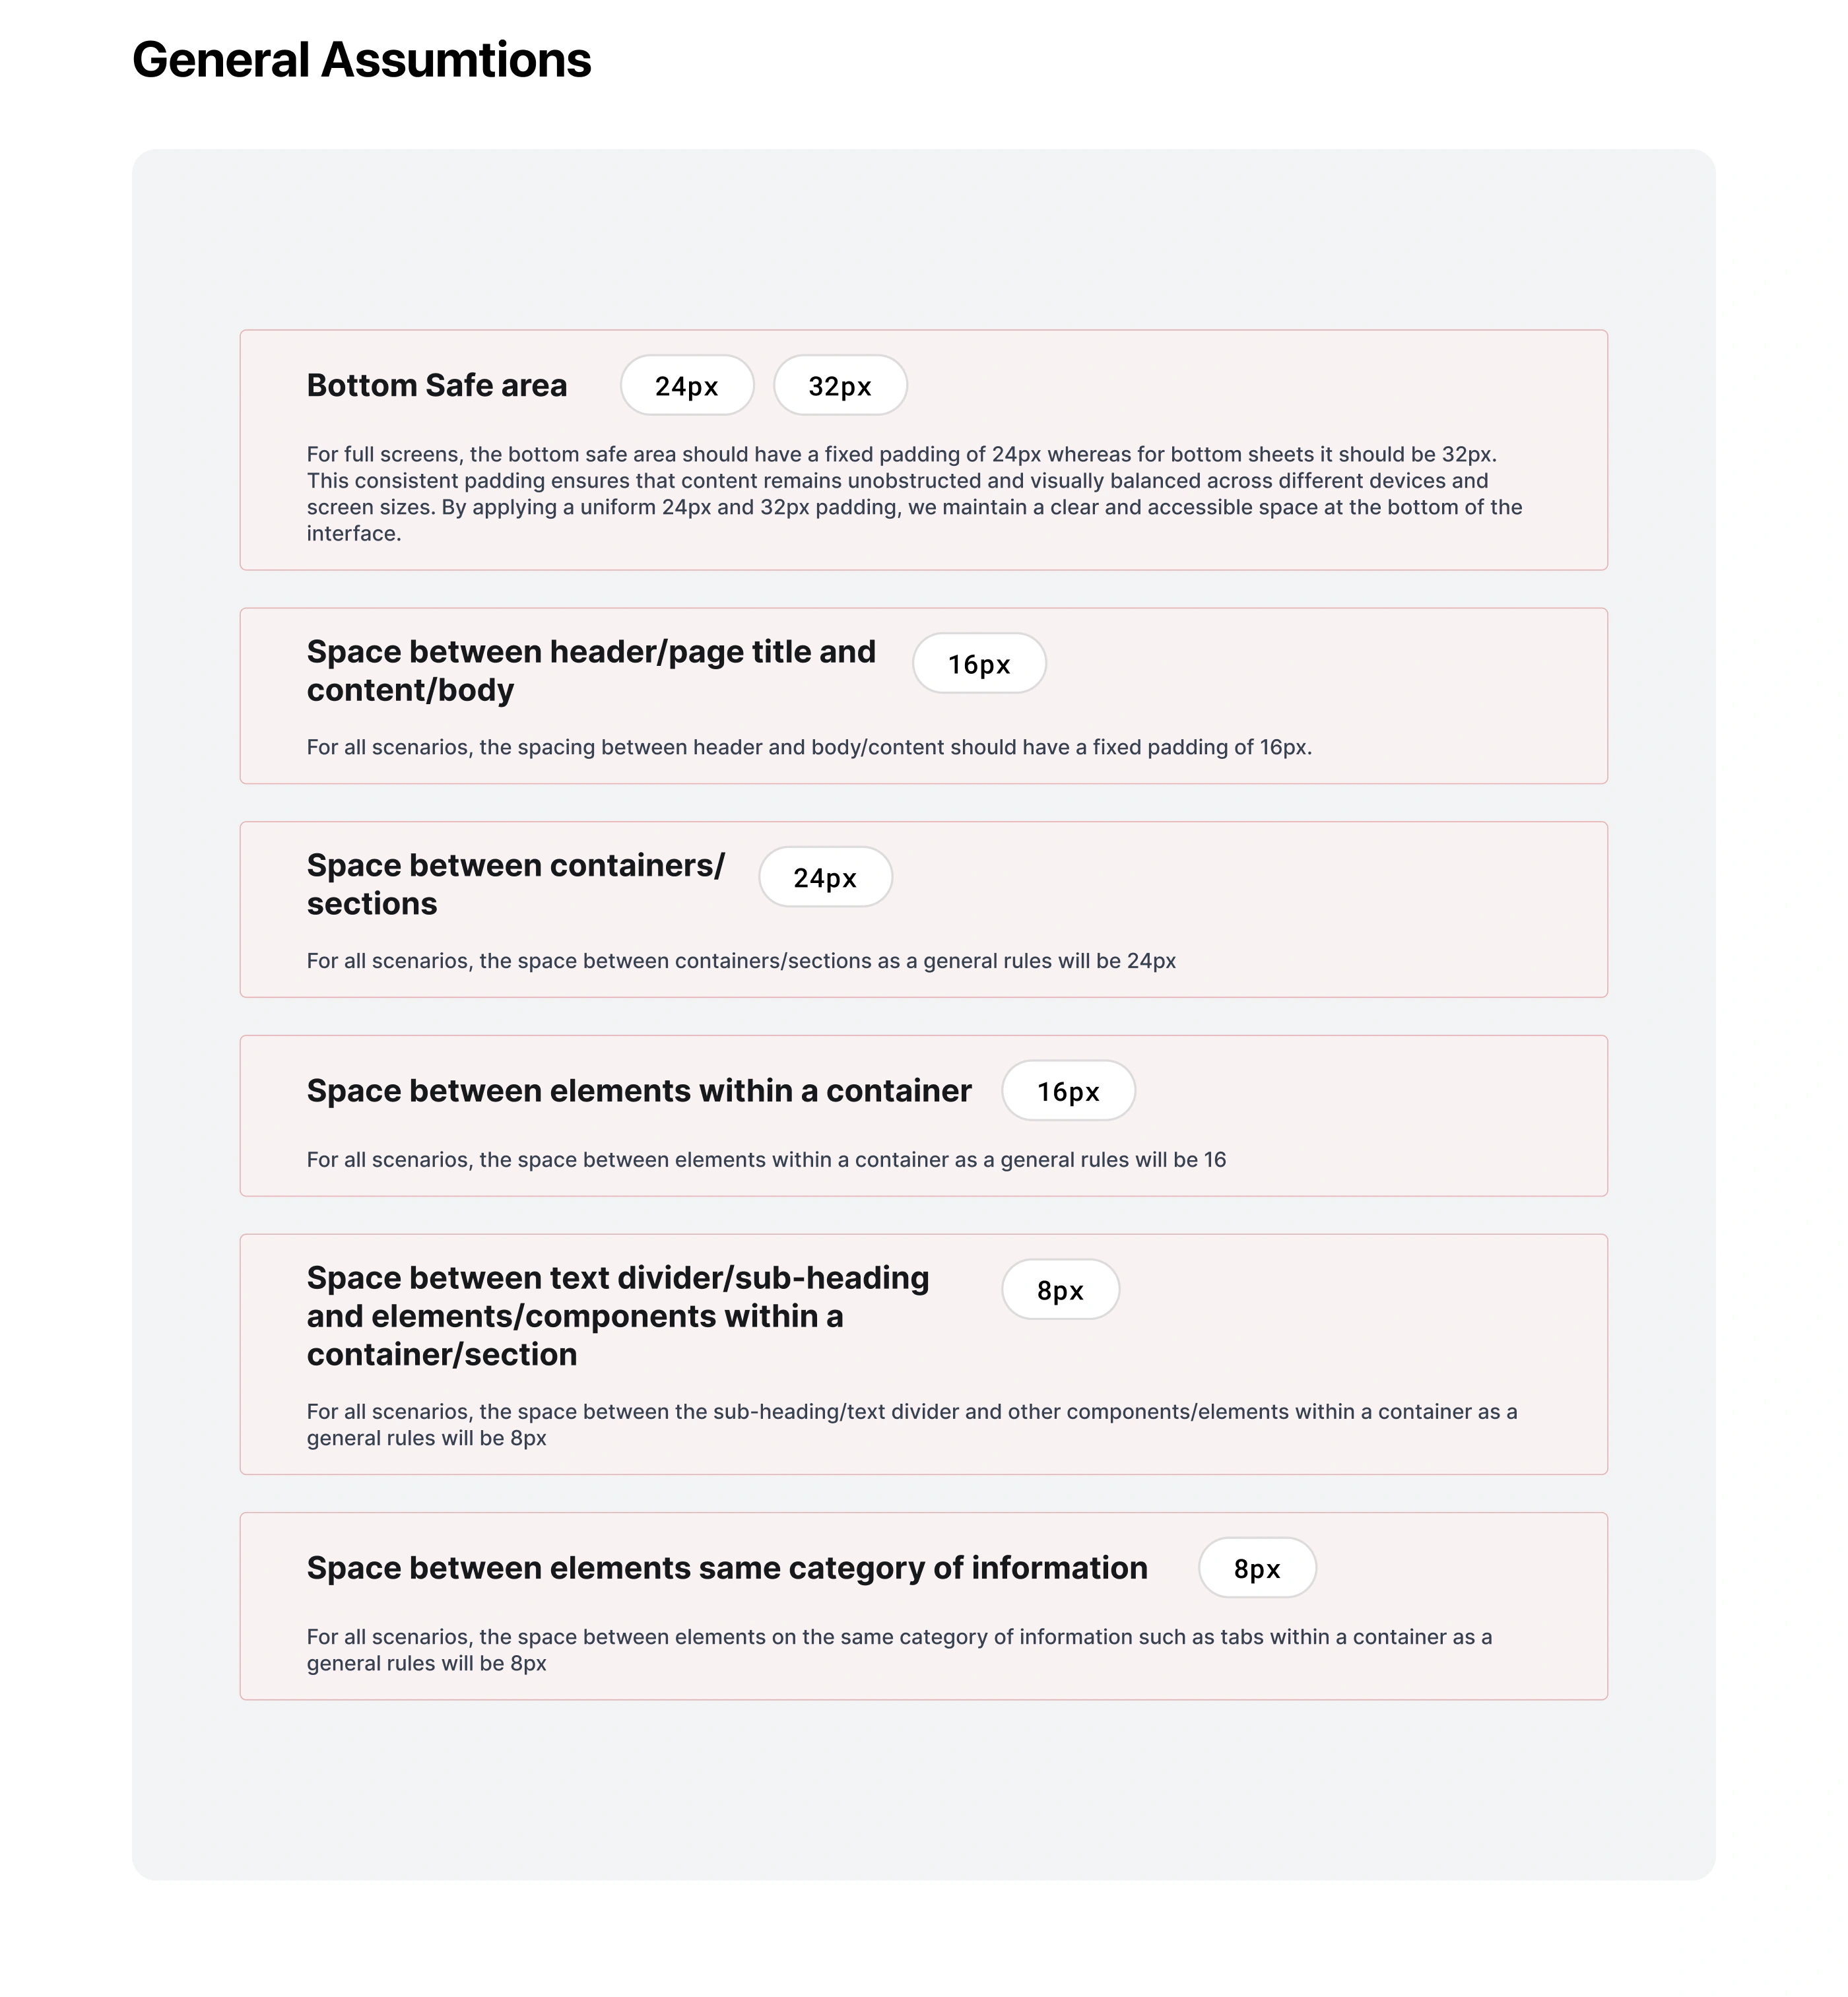 General Assumtions
Bottom Safe area 24px 32px
For full screens, the bottom safe area should have a fixed padding of 24px whereas for bottom sheets it should be 32px.
This consistent padding ensures that content remains unobstructed and visually balanced across different devices and
screen sizes. By applying a uniform 24px and 32px padding, we maintain a clear and accessible space at the bottom of the
interface.
Space between header/page title and
content/body
16px
For all scenarios, the spacing between header and body/content should have a fixed padding of 16px.
Space between containers/
sections
24px
For all scenarios, the space between containers/sections as a general rules will be 24px
Space between elements within a container 16px
For all scenarios, the space between elements within a container as a general rules will be 16
Space between text divider/sub-heading
and elements/components within a
container/section
8px
For all scenarios, the space between the sub-heading/text divider and other components/elements within a container as a
general rules will be 8px
Space between elements same category of information 8px
For all scenarios, the space between elements on the same category of information such as tabs within a container as a
general rules will be 8px